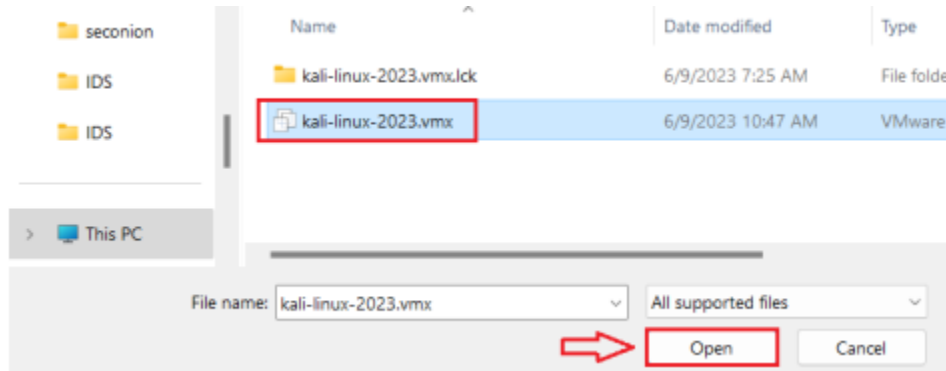 seconion
IDS
IDS
This PC
Name Date modified Type
kali-linux-2023.vmx.lck 6/9/2023 7:25 AM File folde
kali-linux-2023.vmx 6/9/2023 10:47 AM VMware
File name: kali-linux-2023.vmx All supported files
Open Cancel